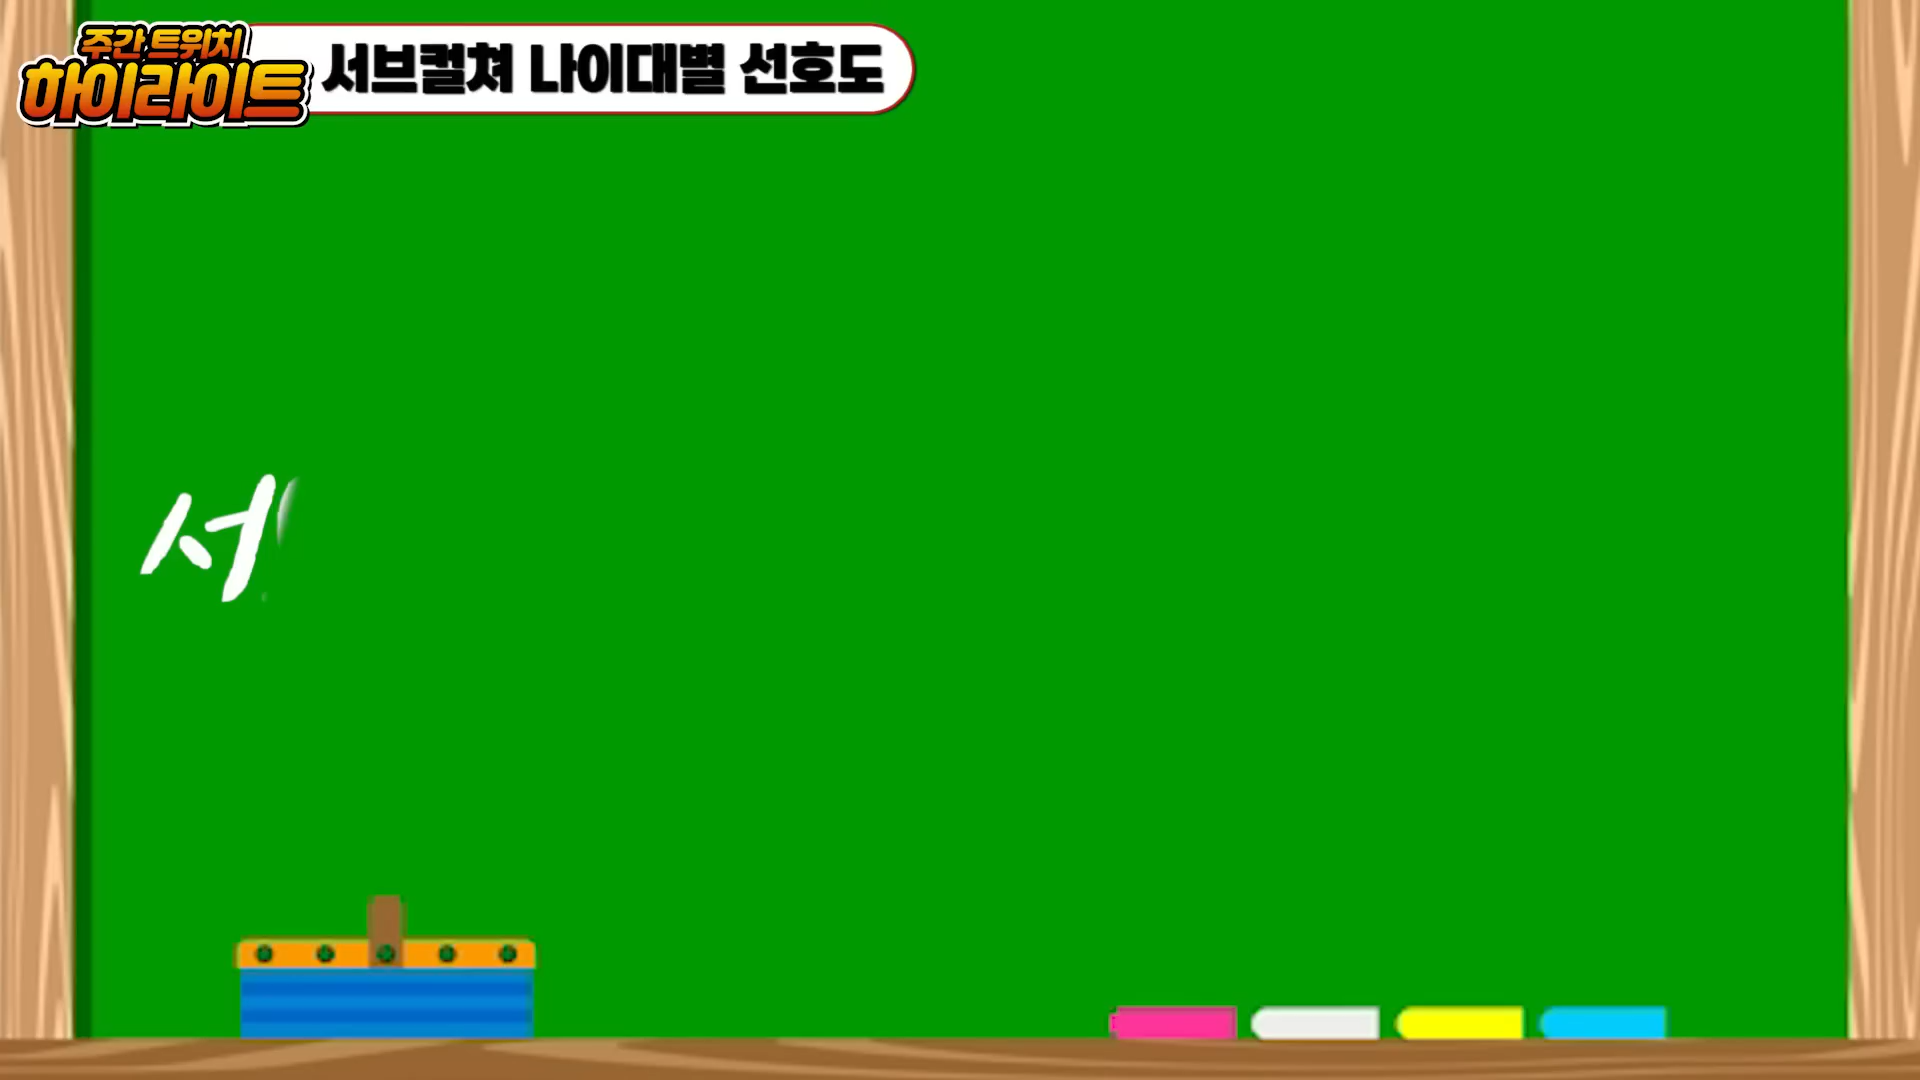 주간 트위치
하이라이트
서브컬쳐 나이대별 선호도
서